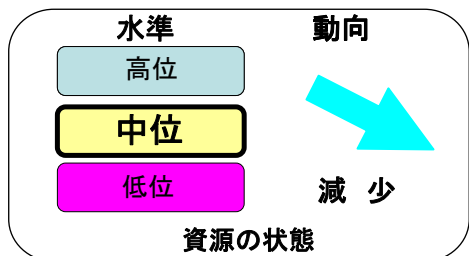 水準 動向
高位
中位
低位
減 少
資源の状態